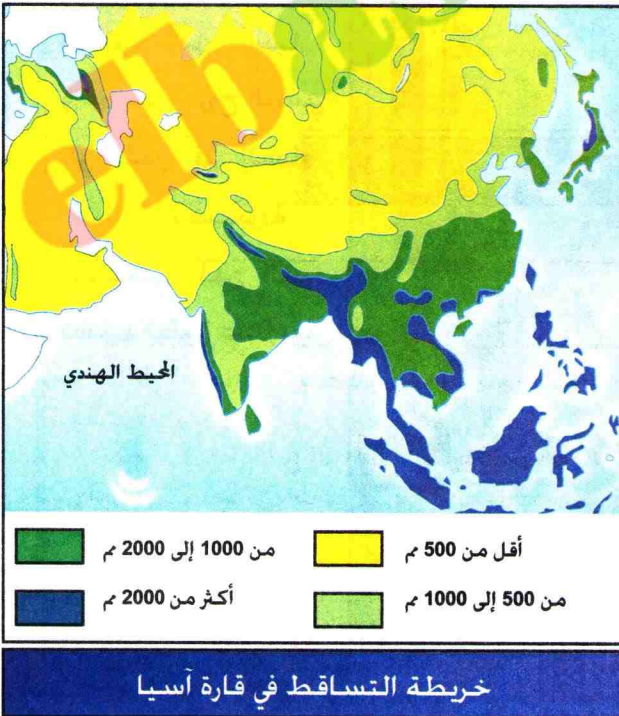 elb
المحيط الهندي
أقل من 500 مم
من 1000 إلى 2000 مم
من 500 إلى 1000 مم
أكثر من 2000 مم
خريطة التساقط في قارة آسيا